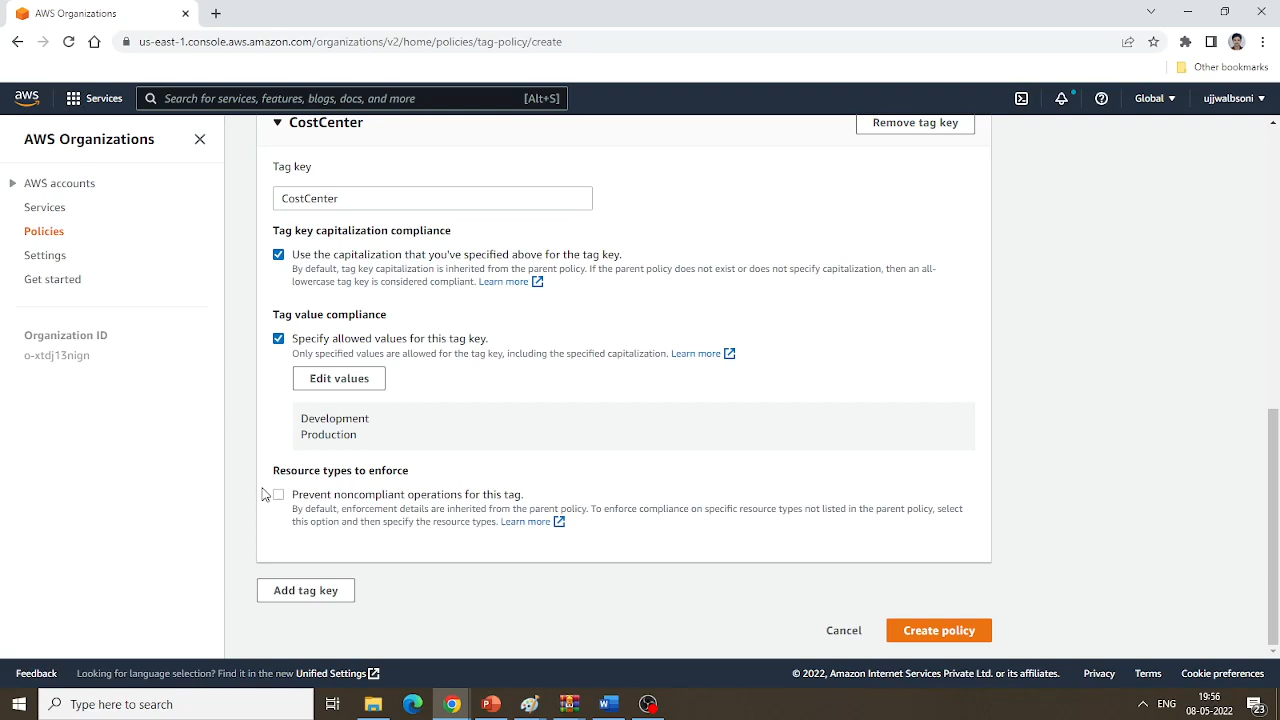 AWS Organizations
us-east-1.console.aws.amazon.com/organizations/v2/home/policies/tag-policy/create
Other bookmarks
aws
Services
Search for services, features, blogs, docs, and more
[Alt+S]
Global
ujjwalbsoni
AWS Organizations
AWS accounts
Services
Policies
Settings
Get started
Organization ID
o-xtdj13nign
CostCenter
Remove tag key
Tag key
CostCenter
Tag key capitalization compliance
Use the capitalization that you've specified above for the tag key.
By default, tag key capitalization is inherited from the parent policy. If the parent policy does not exist or does not specify capitalization, then an all-
lowercase tag key is considered compliant. Learn more
Tag value compliance
Specify allowed values for this tag key.
Only specified values are allowed for the tag key, including the specified capitalization. Learn more
Edit values
Development
Production
Resource types to enforce
Prevent noncompliant operations for this tag.
By default, enforcement details are inherited from the parent policy. To enforce compliance on specific resource types not listed in the parent policy, select
this option and then specify the resource types. Learn more
Add tag key
Cancel
Create policy
Feedback
Looking for language selection? Find it in the new Unified Settings
© 2022, Amazon Internet Services Private Ltd. or its affiliates.
Privacy
Terms
Cookie preferences
Type here to search
ENG
19:56
08-05-2022
23